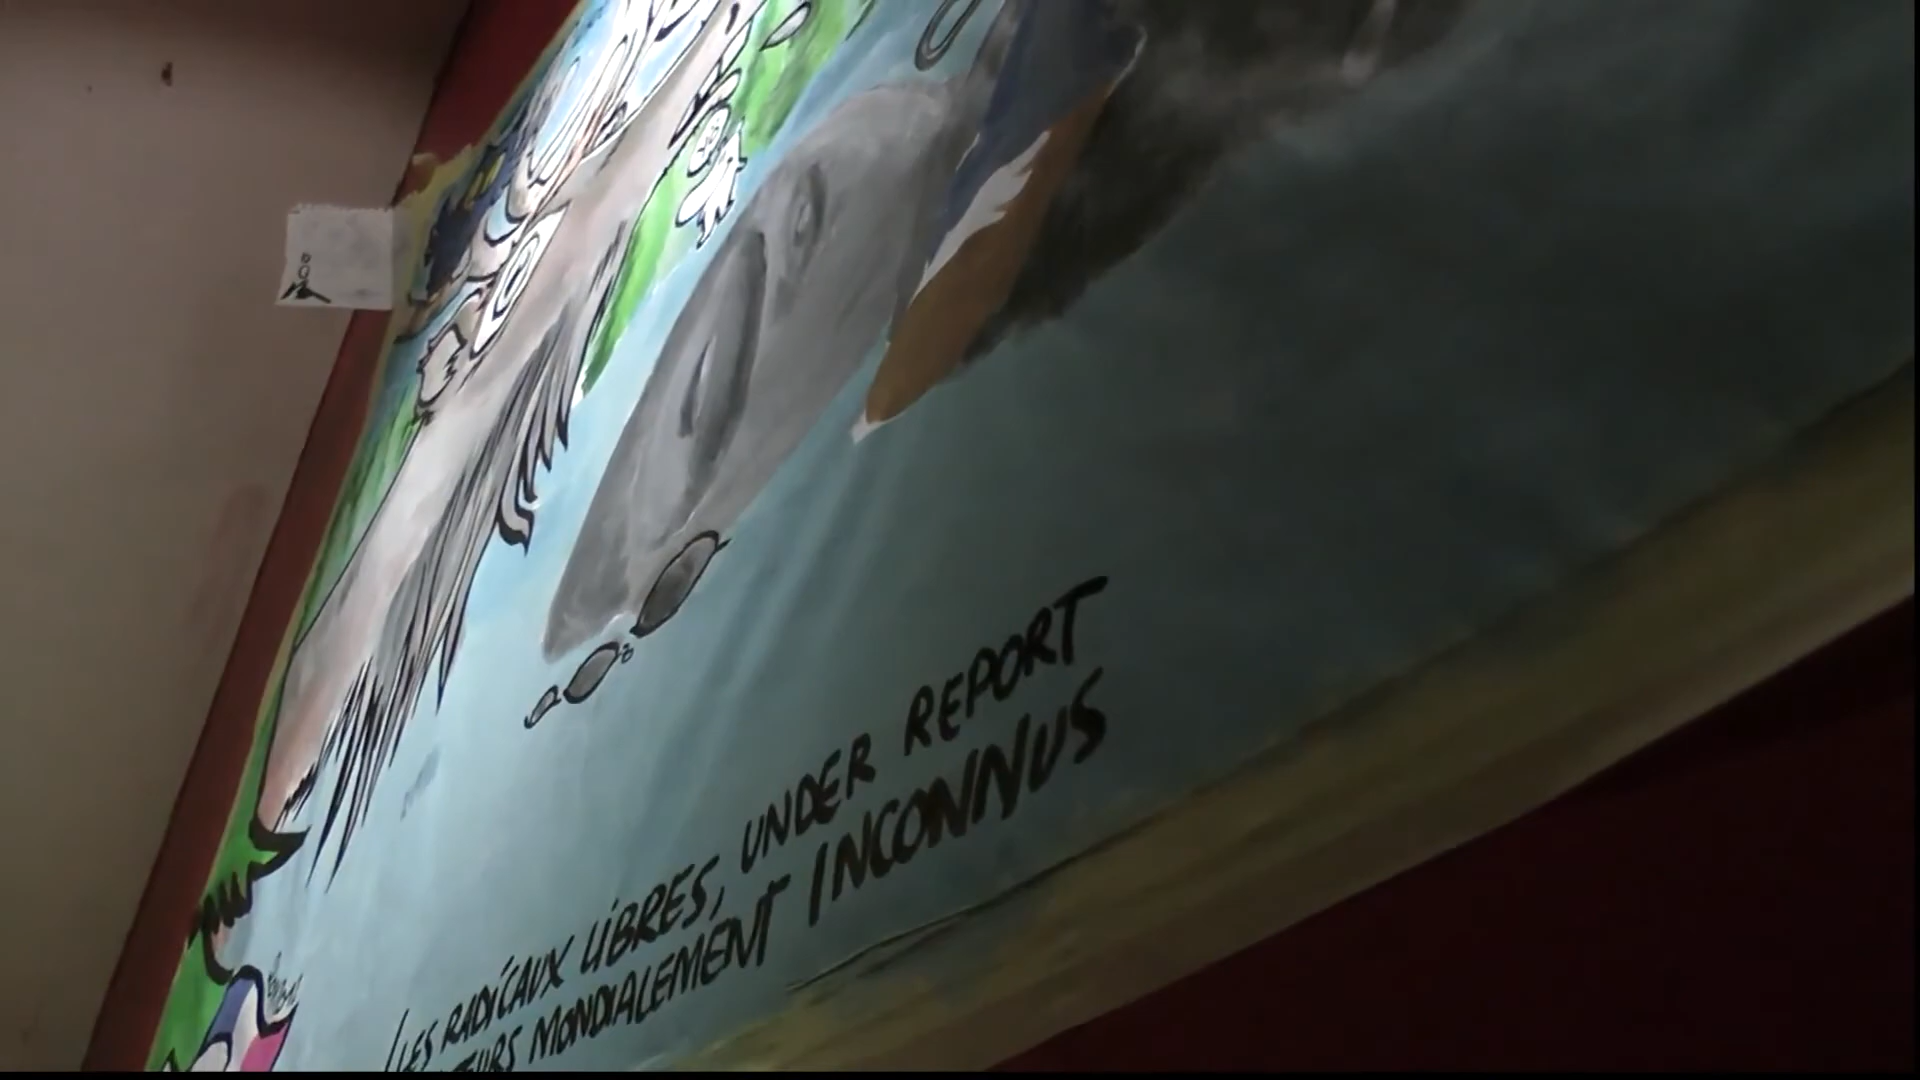 LES RADICAUX LIBRES, UNDER REPORT
MONDIALEMENT INCONNUS